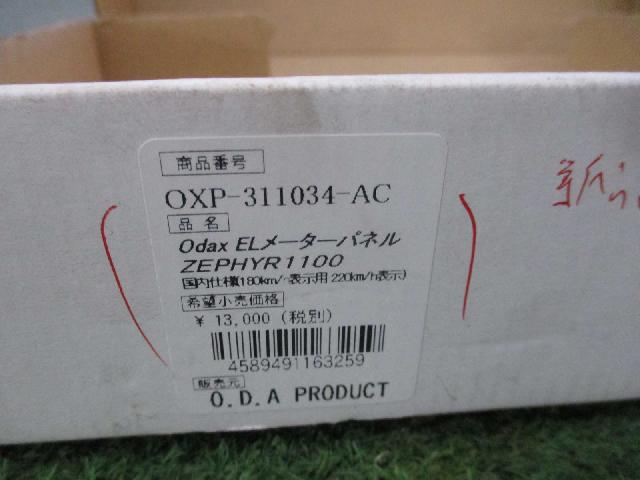 商品番号
OXP-311034-AC
品名
Odax ELメーターパネル
ZEPHYR1100
国内仕様(180km/h表示用 220km/h表示)
希望小売価格
¥ 13,000 (税別)
4589491163259
販売元
O.D.A PRODUCT